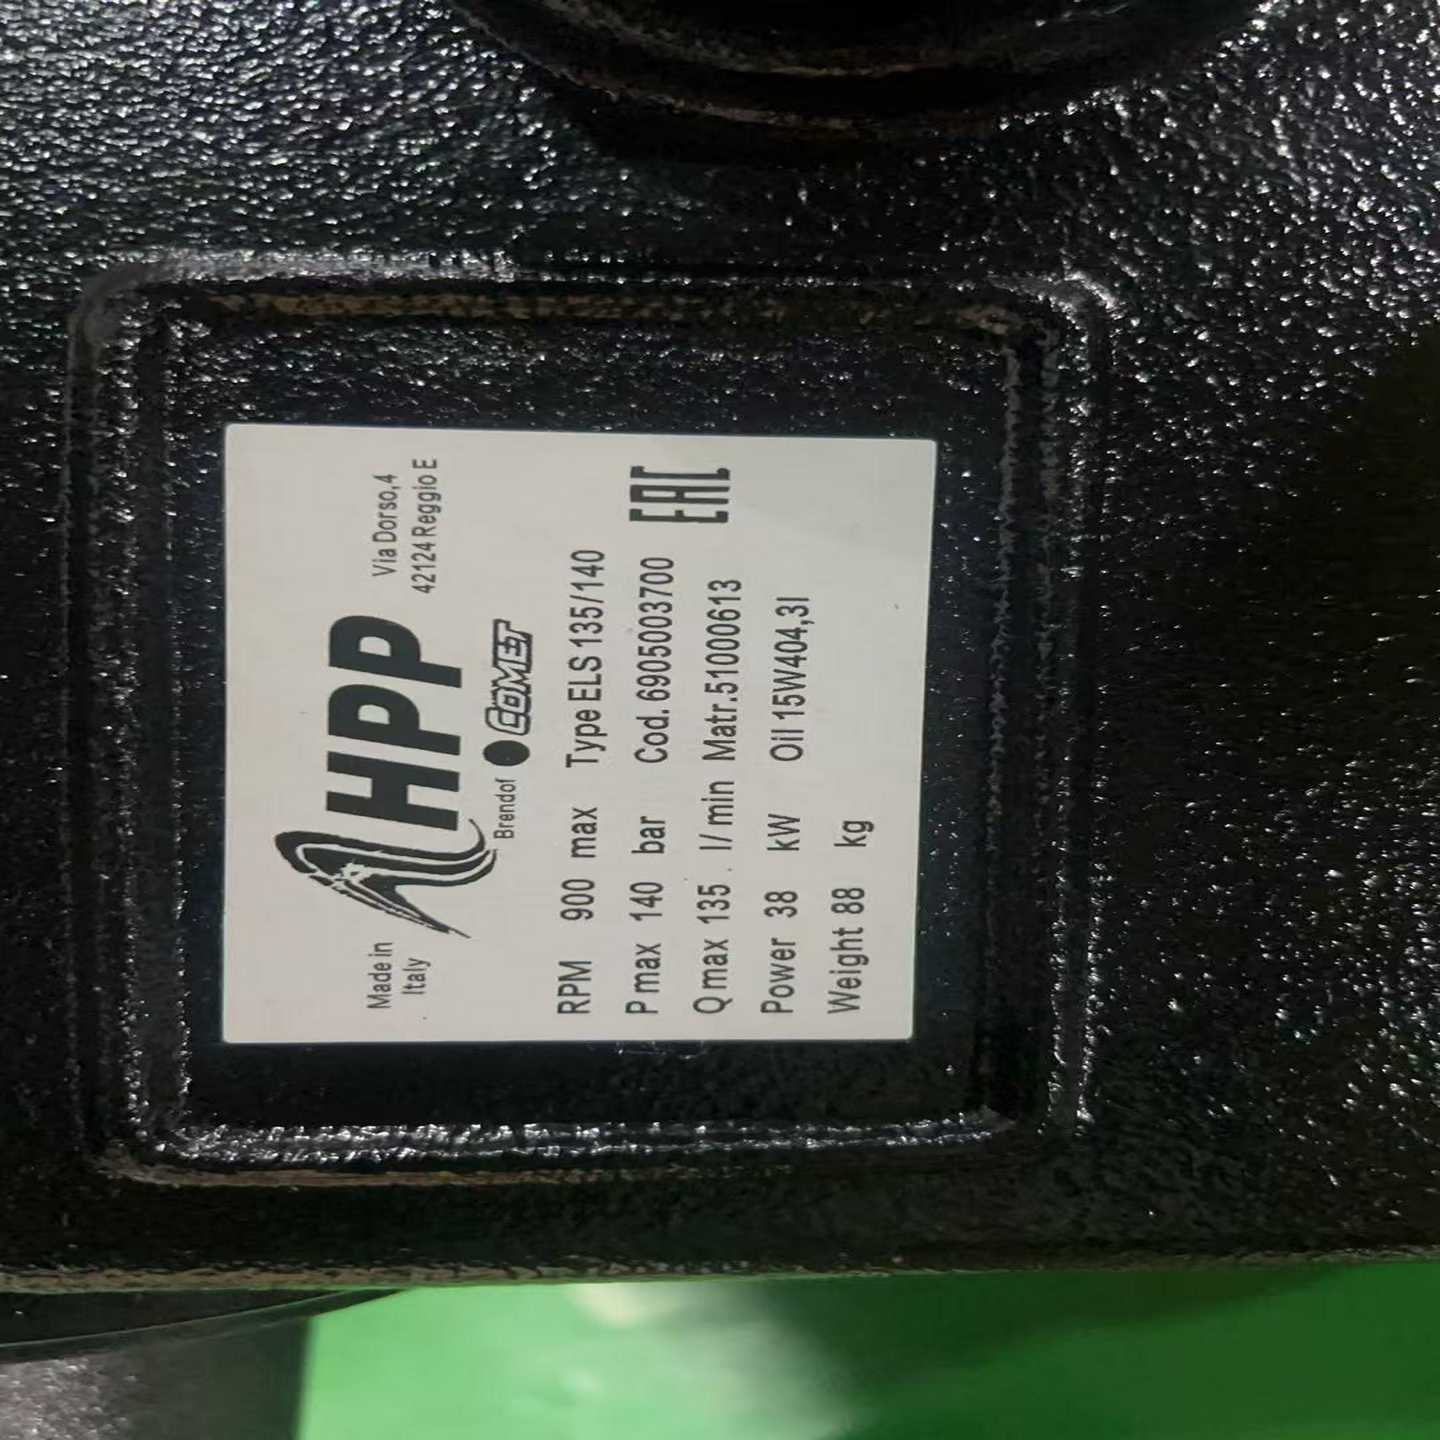 Made in
Italy
HPP
Via Dorso,4
42124 Reggio E
Brendof COMET
RPM 900 max Type ELS 135/140
P max 140 bar Cod. 6905003700
Q max 135 . l/min Matr.51000613
EAC
Power 38 kW Oil 15W404,3l
Weight 88 kg